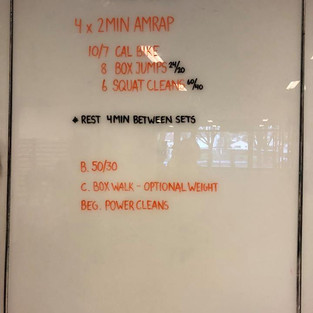 4 x 2MIN AMRAP
10/7 CAL BIKE
8 BOX JUMPS 24/20
6 SQUAT CLEANS 60/40
* REST 4MIN BETWEEN SETS
B. 50/30
C. BOX WALK - OPTIONAL WEIGHT
BEG. POWER CLEANS